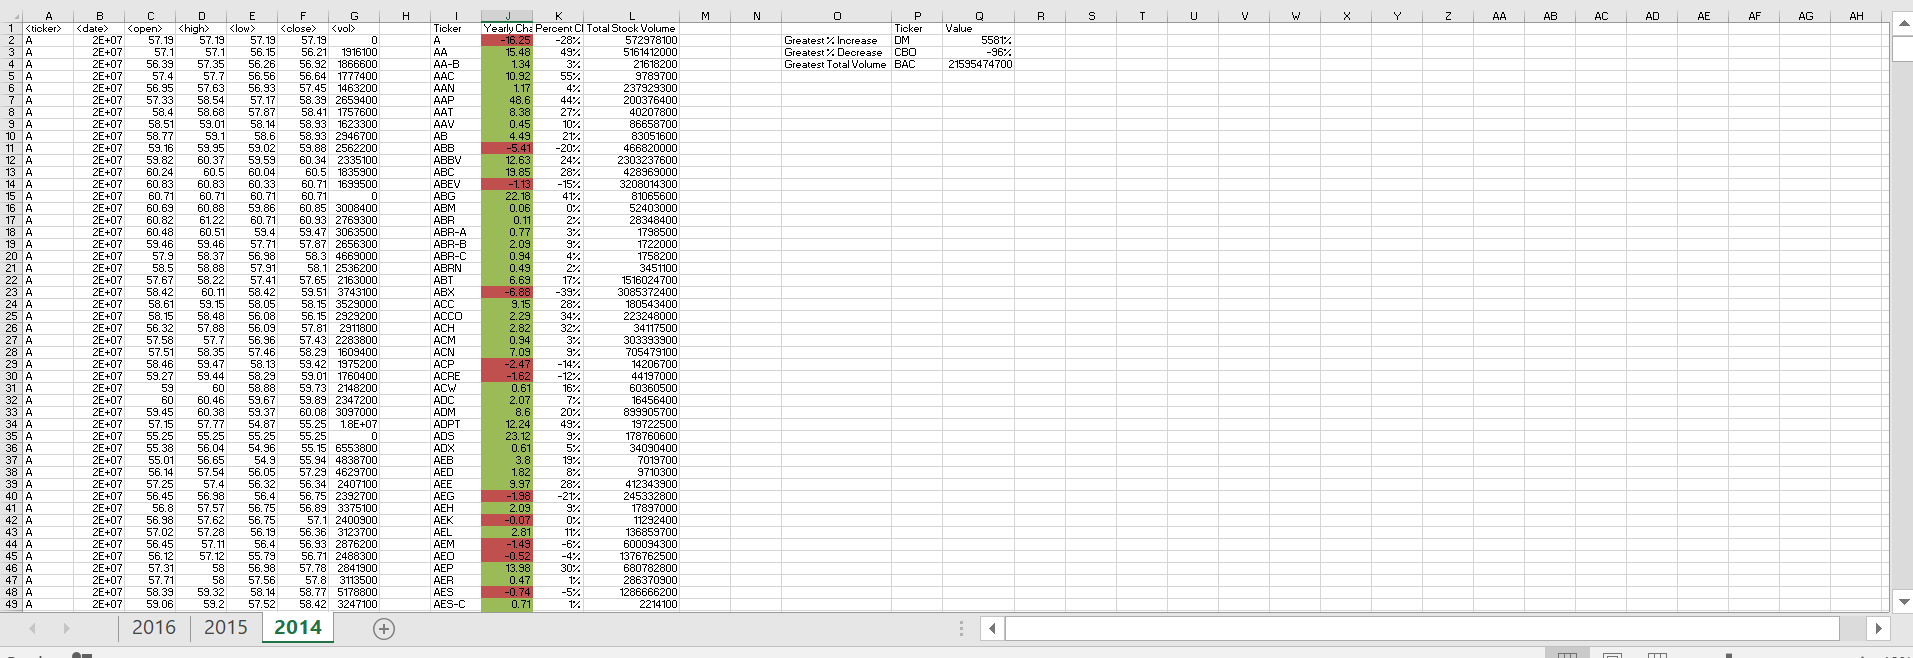 A B C D E F G H I J K L M N O P Q R S T U V W X Y Z AA AB AC AD AE AF AG AH
1 <ticker> <date> <open> <high> <low> <close> <vol> Ticker Yearly Cha Percent Cl Total Stock Volume Ticker Value
2 A 2E+07 57.19 57.19 57.19 57.19 0 A -16.25 -28% 572978100 Greatest % Increase DM 5581%
3 A 2E+07 57.1 57.1 56.15 56.21 1916100 AA 15.48 49% 5161412000 Greatest % Decrease CBO -96%
4 A 2E+07 56.39 57.35 56.26 56.92 1866600 AA-B 1.34 3% 21618200 Greatest Total Volume BAC 21595474700
5 A 2E+07 57.4 57.7 56.56 56.64 1777400 AAC 10.92 55% 9789700
6 A 2E+07 56.95 57.63 56.93 57.45 1463200 AAN 1.17 4% 237929300
7 A 2E+07 57.33 58.54 57.17 58.39 2659400 AAP 48.6 44% 200376400
8 A 2E+07 58.4 58.68 57.87 58.41 1757600 AAT 8.38 27% 40207800
9 A 2E+07 58.51 59.01 58.14 58.93 1623300 AAV 0.45 10% 86658700
10 A 2E+07 58.77 59.1 58.6 58.93 2946700 AB 4.49 21% 83051600
11 A 2E+07 59.16 59.95 59.02 59.88 2562200 ABB -5.41 -20% 466820000
12 A 2E+07 59.82 60.37 59.59 60.34 2335100 ABBV 12.63 24% 2303237600
13 A 2E+07 60.24 60.5 60.04 60.5 1835900 ABC 19.85 28% 428969000
14 A 2E+07 60.83 60.83 60.33 60.71 1699500 ABEV -1.13 -15% 3208014300
15 A 2E+07 60.71 60.71 60.71 60.71 0 ABG 22.18 41% 81065600
16 A 2E+07 60.69 60.88 59.86 60.85 3008400 ABM 0.06 0% 52403000
17 A 2E+07 60.82 61.22 60.71 60.93 2769300 ABR 0.11 2% 28348400
18 A 2E+07 60.48 60.51 59.4 59.47 3063500 ABR-A 0.77 3% 1798500
19 A 2E+07 59.46 59.46 57.71 57.87 2656300 ABR-B 2.09 9% 1722000
20 A 2E+07 57.9 58.37 56.98 58.3 4669000 ABR-C 0.94 4% 1758200
21 A 2E+07 58.5 58.88 57.91 58.1 2536200 ABRN 0.49 2% 3451100
22 A 2E+07 57.67 58.22 57.41 57.65 2163000 ABT 6.69 17% 1516024700
23 A 2E+07 58.42 60.11 58.42 59.51 3743100 ABX -6.88 -39% 3085372400
24 A 2E+07 58.61 59.15 58.05 58.15 3529000 ACC 9.15 28% 180543400
25 A 2E+07 58.15 58.48 56.08 56.15 2929200 ACCO 2.29 34% 223248000
26 A 2E+07 56.32 57.88 56.09 57.81 2911800 ACH 2.82 32% 34117500
27 A 2E+07 57.58 57.7 56.96 57.43 2283800 ACM 0.94 3% 303393900
28 A 2E+07 57.51 58.35 57.46 58.29 1609400 ACN 7.09 9% 705479100
29 A 2E+07 58.46 59.47 58.13 59.42 1975200 ACP -2.47 -14% 14206700
30 A 2E+07 59.27 59.44 58.29 59.01 1760400 ACRE -1.62 -12% 44197000
31 A 2E+07 59 60 58.88 59.73 2148200 ACW 0.61 16% 60360500
32 A 2E+07 60 60.46 59.67 59.89 2347200 ADC 2.07 7% 16456400
33 A 2E+07 59.45 60.38 59.37 60.08 3097000 ADM 8.6 20% 899905700
34 A 2E+07 57.15 57.77 54.87 55.25 1.8E+07 ADPT 12.24 49% 19722500
35 A 2E+07 55.25 55.25 55.25 55.25 0 ADS 23.12 9% 178760600
36 A 2E+07 55.38 56.04 54.96 55.15 6553800 ADX 0.61 5% 34090400
37 A 2E+07 55.01 56.65 54.9 55.94 4838700 AEB 3.8 19% 7019700
38 A 2E+07 56.14 57.54 56.05 57.29 4629700 AED 1.82 8% 9710300
39 A 2E+07 57.25 57.4 56.32 56.34 2407100 AEE 9.97 28% 412343900
40 A 2E+07 56.45 56.98 56.4 56.75 2392700 AEG -1.98 -21% 245332800
41 A 2E+07 56.8 57.57 56.75 56.89 3375100 AEH 2.09 9% 17897000
42 A 2E+07 56.98 57.62 56.75 57.1 2400900 AEK -0.07 0% 11292400
43 A 2E+07 57.02 57.28 56.19 56.36 3123700 AEL 2.81 11% 136859700
44 A 2E+07 56.45 57.11 56.4 56.93 2876200 AEM -1.49 -6% 600094300
45 A 2E+07 56.12 57.12 55.79 56.71 2488300 AEO -0.52 -4% 1376762500
46 A 2E+07 57.31 58 56.98 57.78 2841900 AEP 13.98 30% 680782800
47 A 2E+07 57.71 58 57.56 57.8 3113500 AER 0.47 1% 286370900
48 A 2E+07 58.39 59.32 58.14 58.77 5178800 AES -0.74 -5% 1286666200
49 A 2E+07 59.06 59.2 57.52 58.42 3247100 AES-C 0.71 1% 2214100
2016 2015 2014